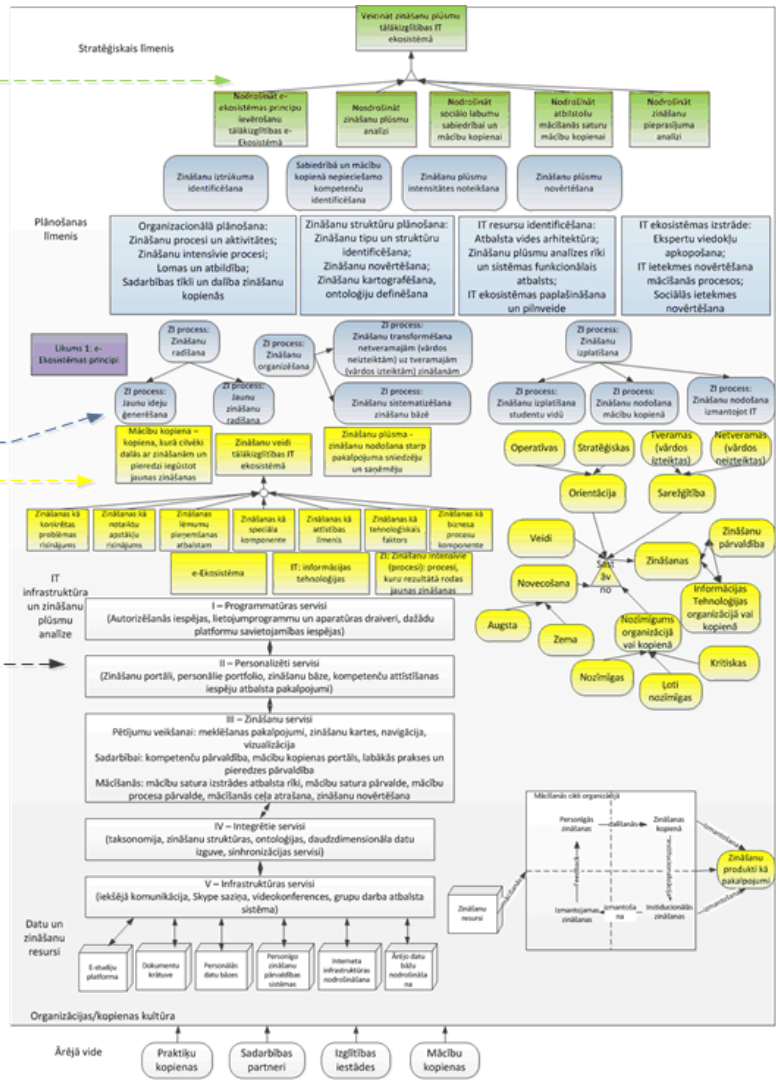 Veicināt zināšanu plūsmu
tālākizglītības IT
ekosistēmā
Stratēģiskais līmenis
Nodrošināt e-
ekosistēmas principu
ievērošanu
tālākizglītības e-
Ekosistēmā
Nosdrošināt
zināšanu plūsmu
analīzi
Nodrošināt
sociālo labumu
sabiedrībai un
mācību kopienai
Nodrošināt
atbilstošu
mācīšanās saturu
mācību kopienai
Nodrošināt
zināšanu
pieprasījuma
analīzi
Zināšanu iztrūkuma
identificēšana
Sabiedrībā un mācību
kopienā nepieciešamo
kompetenču
identificēšana
Zināšanu plūsmu
intensitātes noteikšana
Zināšanu plūsmu
novērtēšana
Plānošanas
līmenis
Organizacionālā plānošana:
Zināšanu procesi un aktivitātes;
Zināšanu intensīvie procesi;
Lomas un atbildība;
Sadarbības tīkli un dalība zināšanu
kopienās
Zināšanu struktūru plānošana:
Zināšanu tipu un struktūru
identificēšana;
Zināšanu novērtēšana;
Zināšanu kartografēšana,
ontoloģiju definēšana
IT resursu identificēšana:
Atbalsta vides arhitektūra;
Zināšanu plūsmu analīzes rīki
un sistēmas funkcionālais
atbalsts;
IT ekosistēmas paplašināšana
un pilnveide
IT ekosistēmas izstrāde:
Ekspertu viedokļu
apkopošana;
IT ietekmes novērtēšana
mācīšanās procesos;
Sociālās ietekmes
novērtēšana
Likums 1: e-
Ekosistēmas principi
ZI process:
Zināšanu
radīšana
ZI process:
Zināšanu
organizēšana
ZI process:
Zināšanu transformēšana
netveramajām (vārdos
neizteiktām) uz tveramajām
(vārdos izteiktām) zināšanām
ZI process:
Zināšanu
izplatīšana
ZI process:
Jaunu ideju
ģenerēšana
ZI process:
Jaunu
zināšanu
radīšana
ZI process:
Zināšanu sistematizēšana
zināšanu bāzē
ZI process:
Zināšanu izplatīšana
studentu vidū
ZI process:
Zināšanu nodošana
mācību kopienā
ZI process:
Zināšanu nodošana
izmantojot IT
Mācību kopiena –
kopiena, kurā cilvēki
dalās ar zināšanām un
pieredzi iegūstot
jaunas zināšanas
Zināšanu veidi
tālākizglītības IT
ekosistēmā
Zināšanu plūsma -
zināšanu nodošana starp
pakalpojuma sniedzēju
un saņēmēju
Operatīvas
Stratēģiskas
Tveramas
(vārdos
izteiktas)
Netveramas
(vārdos
neizteiktas)
Orientācija
Sarežģītība
Zināšanas kā
konkrētas
problēmas
risinājums
Zināšanas kā
noteiktu
apstākļu
risinājums
Zināšanas
lēmumu
pieņemšanas
atbalstam
Zināšanas kā
speciāla
komponente
Zināšanas kā
attīstības
līmenis
Zināšanas kā
tehnoloģiskais
faktors
Zināšanas kā
biznesa
procesu
komponente
e-Ekosistēma
IT: informācijas
tehnoloģijas
ZI: Zināšanu intensīvie
(procesi): procesi,
kuru rezultātā rodas
jaunas zināšanas
Veidi
Sast
āv
no
Zināšanas
Zināšanu
pārvaldība
Novecošana
Informācijas
Tehnoloģijas
organizācijā vai
kopienā
Augsta
Zema
Nozīmīgums
organizācijā
vai kopienā
Nozīmīgas
Ļoti
nozīmīgas
Kritiskas
IT
infrastruktūra
un zināšanu
plūsmu
analīze
I – Programmatūras servisi
(Autorizēšanās iespējas, lietojumprogrammu un aparatūras draiveri, dažādu
platformu savietojamības iespējas)
II – Personalizēti servisi
(Zināšanu portāli, personālie portfolio, zināšanu bāze, kompetenču attīstīšanas
iespēju atbalsta pakalpojumi)
III – Zināšanu servisi
Pētījumu veikšanai: meklēšanas pakalpojumi, zināšanu kartes, navigācija,
vizualizācija
Sadarbībai: kompetenču pārvaldība, mācību kopienas portāls, labākās prakses un
pieredzes pārvaldība
Mācīšanās: mācību satura izstrādes atbalsta rīki, mācību satura pārvalde, mācību
procesa pārvalde, mācīšanās ceļa atrašana, zināšanu novērtēšana
IV – Integrētie servisi
(taksonomija, zināšanu struktūras, ontoloģijas, daudzdimensionāla datu
izguve, sinhronizācijas servisi)
V – Infrastruktūras servisi
(iekšējā komunikācija, Skype saziņa, videokonferences, grupu darba atbalsta
sistēma)
Mācīšanās cikli organizācijā
Personīgās
zināšanas
dalīšanās
Zināšanas
kopienā
Feedback
Izmantojamas
zināšanas
izmantoša
na
Institucionālās
zināšanas
izmantošana
izmantošana
mācīšanās
Zināšanu
resursi
Zināšanu
produkti kā
pakalpojumi
Datu un
zināšanu
resursi
E-studiju
platforma
Dokumentu
krātuve
Personālās
datu bāzes
Personīgo
zināšanu
pārvaldības
sistēmas
Interneta
infrastruktūras
nodrošināšana
Ārējo datu
bāžu
nodrošināša
na
Organizācijas/kopienas kultūra
Ārējā vide
Praktiķu
kopienas
Sadarbības
partneri
Izglītības
iestādes
Mācību
kopienas